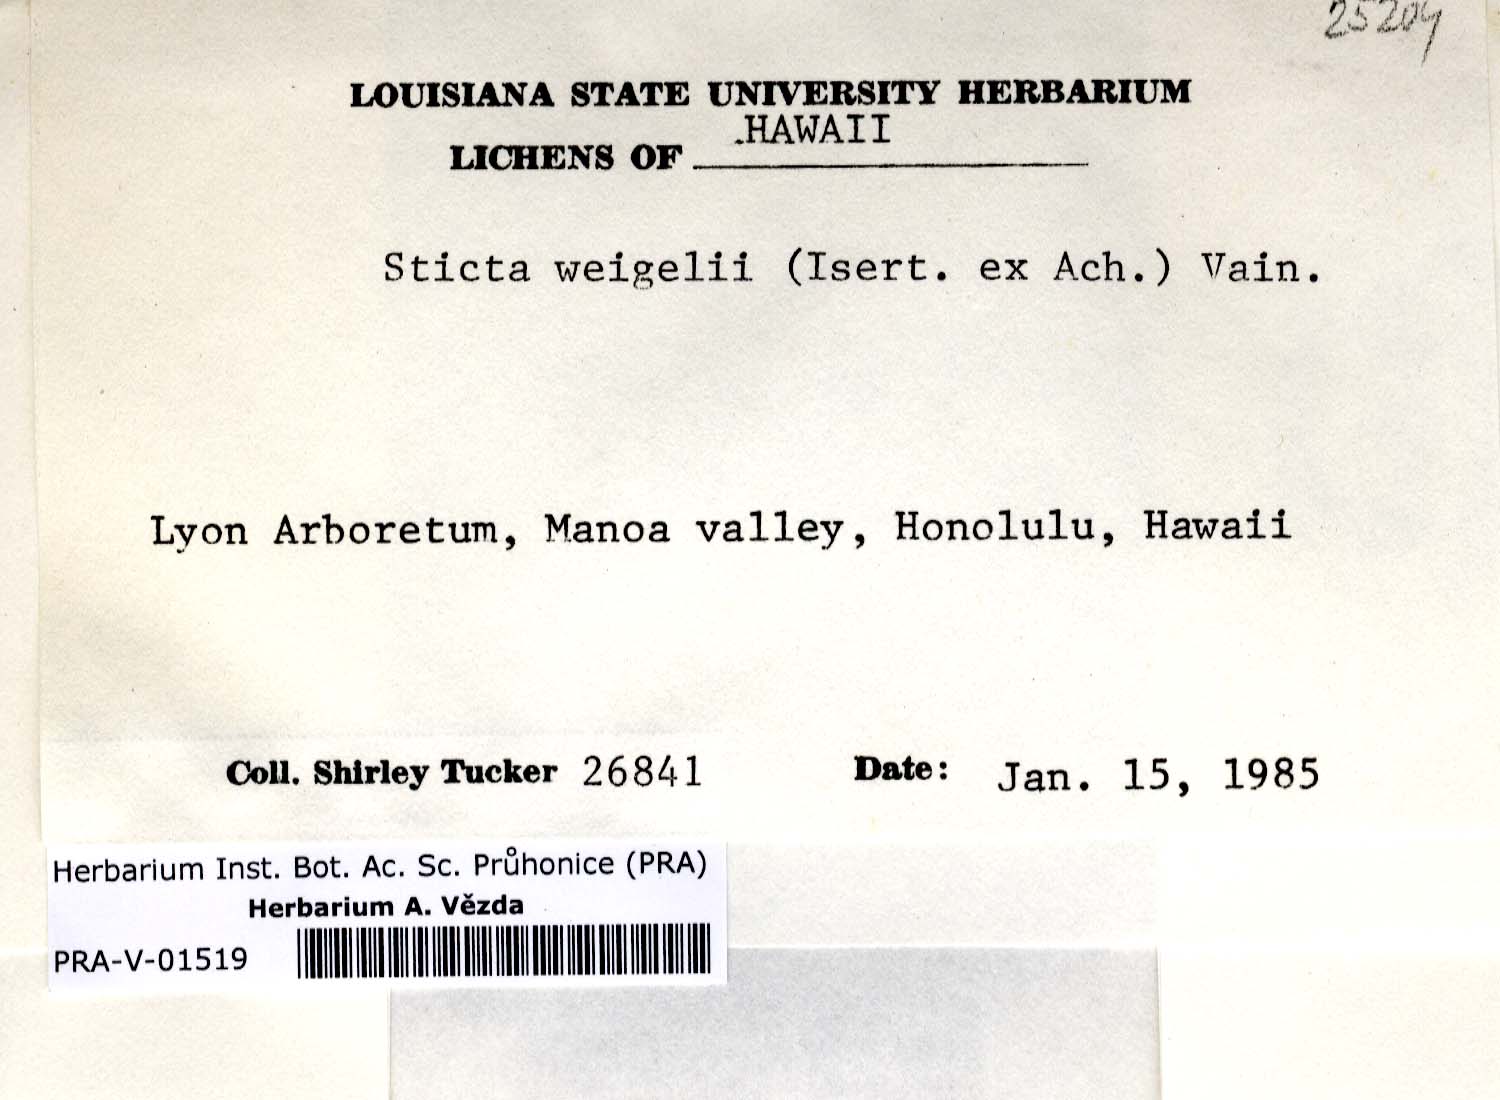 25204
LOUISIANA STATE UNIVERSITY HERBARIUM
.HAWAII
LICHENS OF
Sticta weigelii (Isert. ex Ach.) Vain.
Lyon Arboretum, Manoa valley, Honolulu, Hawaii
Coll. Shirley Tucker 26841 Date: Jan. 15, 1985
Herbarium Inst. Bot. Ac. Sc. Průhonice (PRA)
Herbarium A. Vězda
PRA-V-01519